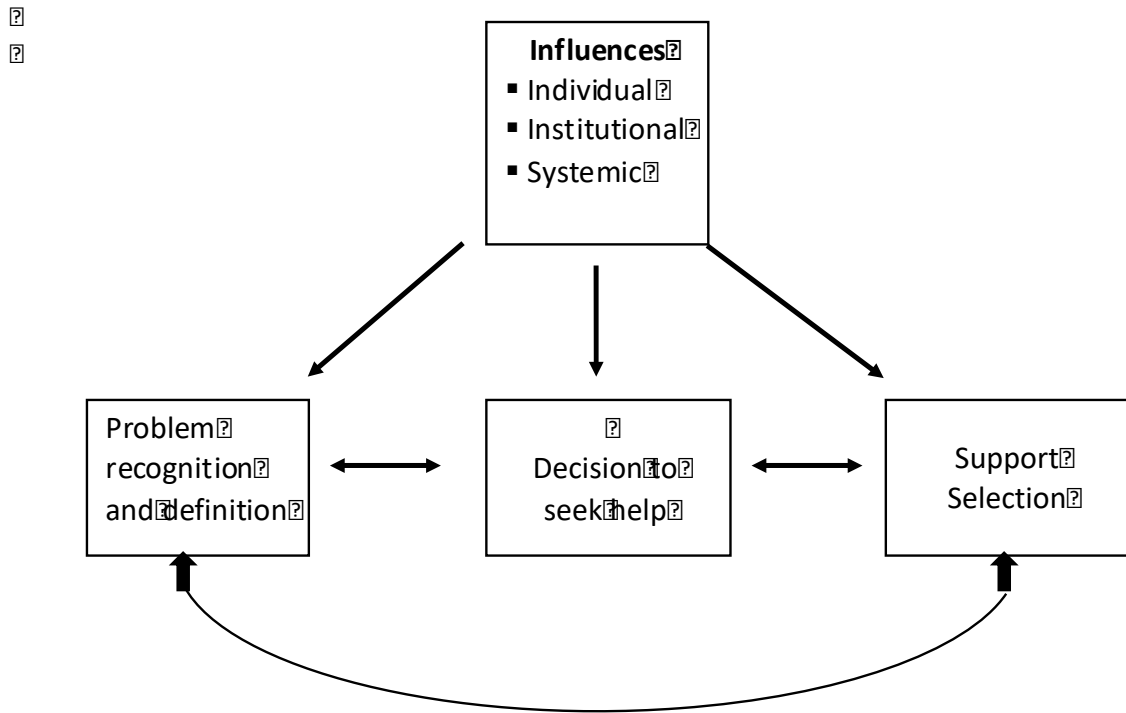 ⍰
⍰
Influences⍰
▪ Individual⍰
▪ Institutional⍰
▪ Systemic⍰
Problem⍰
recognition⍰
and⍰definition⍰
⍰
Decision⍰to⍰
seek⍰help⍰
Support⍰
Selection⍰